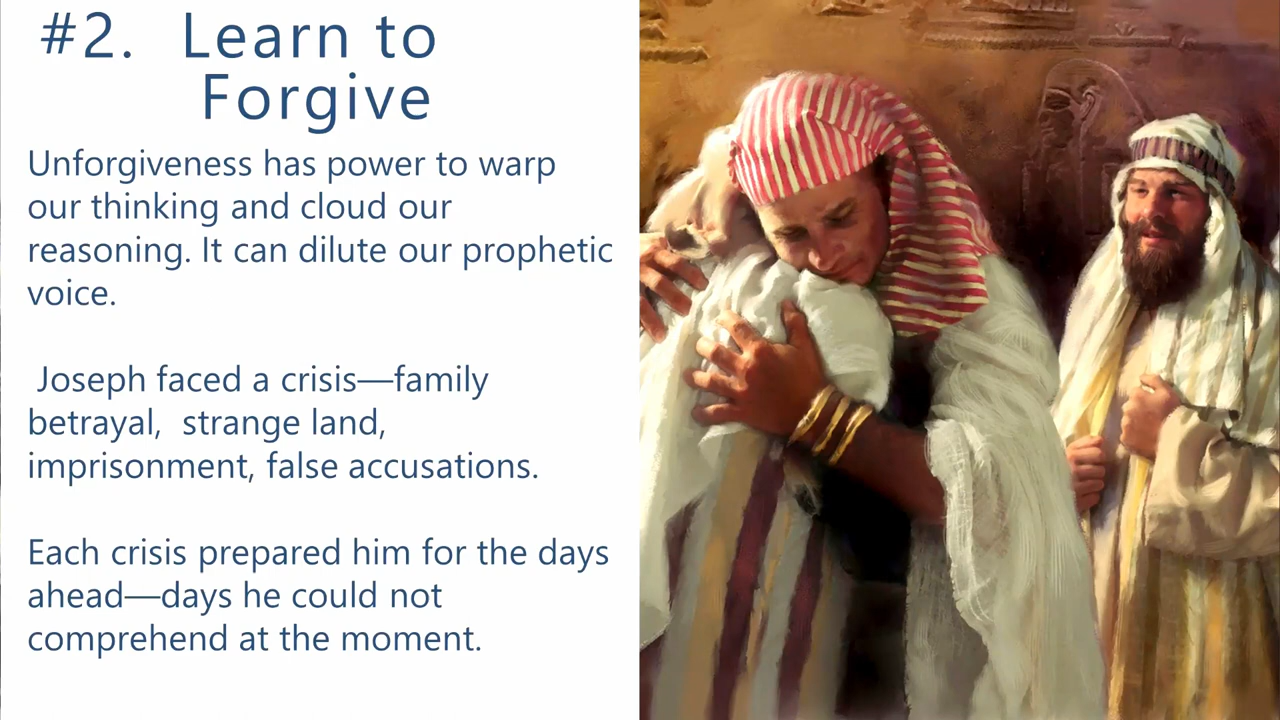 #2. Learn to
Forgive
Unforgiveness has power to warp
our thinking and cloud our
reasoning. It can dilute our prophetic
voice.
Joseph faced a crisis—family
betrayal, strange land,
imprisonment, false accusations.
Each crisis prepared him for the days
ahead—days he could not
comprehend at the moment.